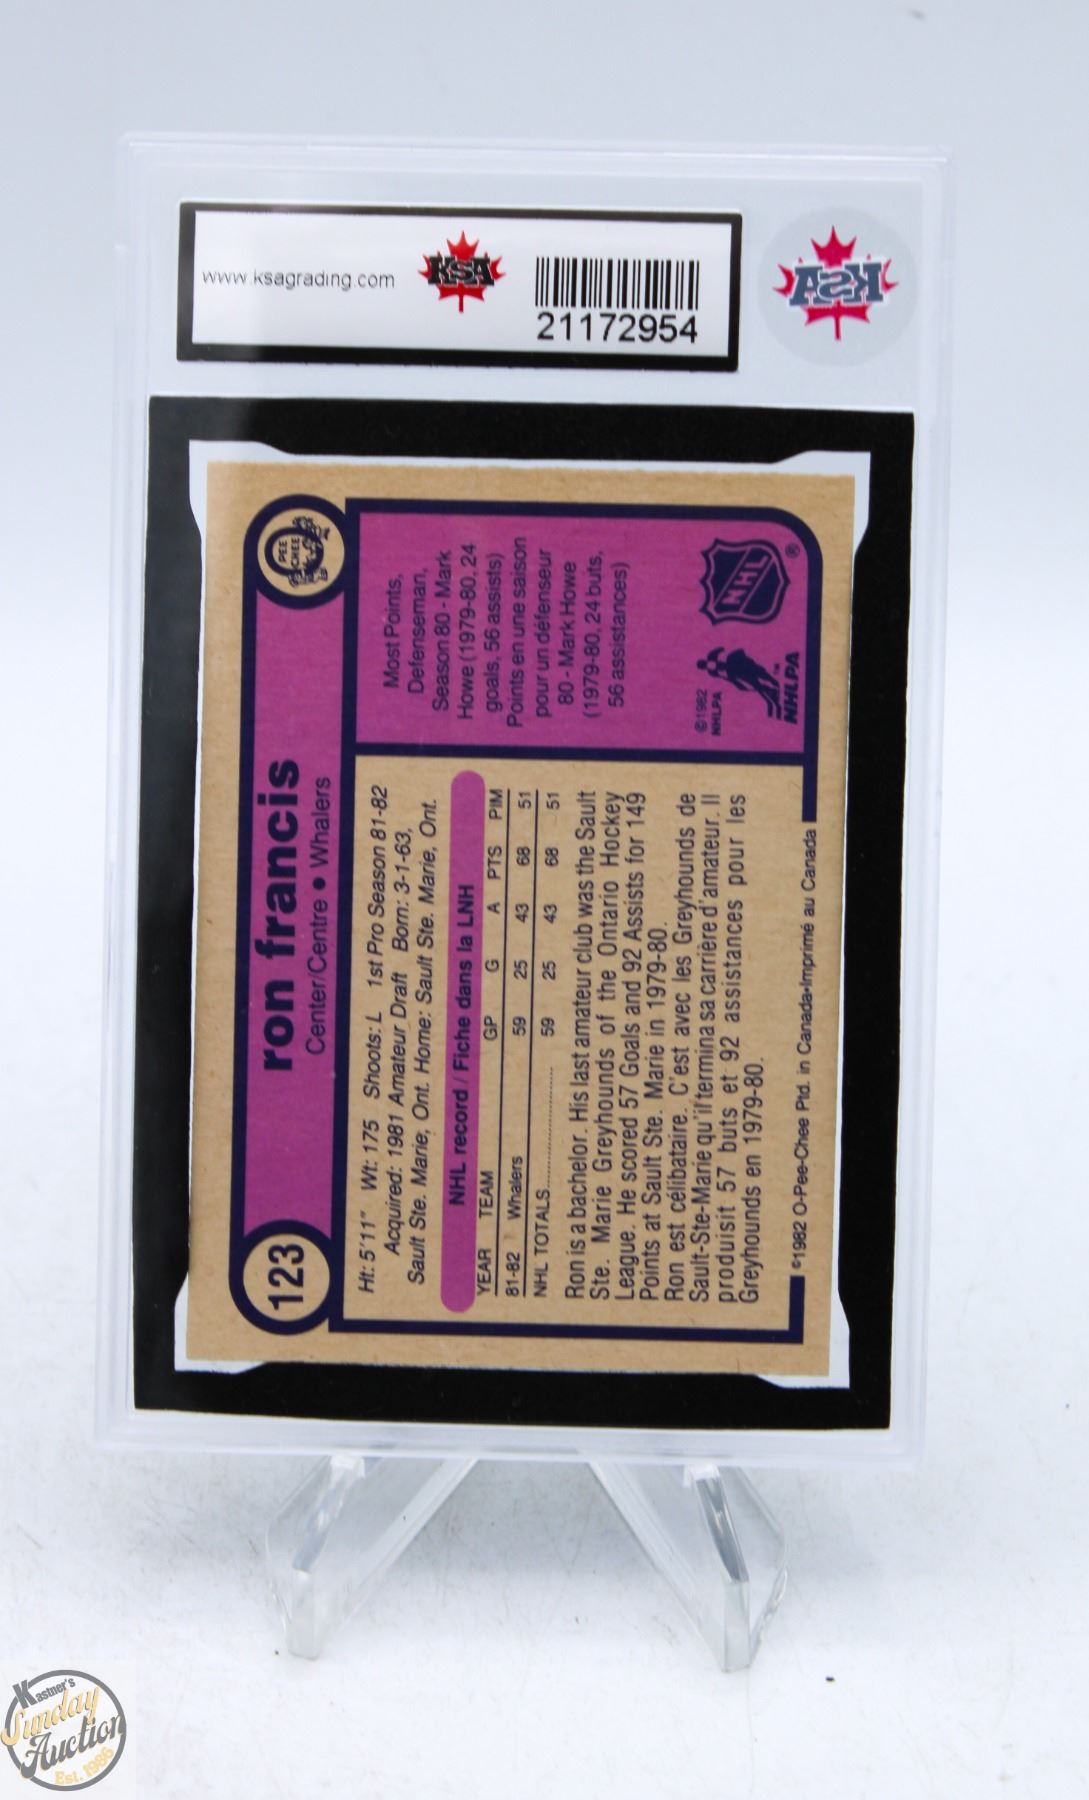 www.ksagrading.com
KSA
21172954
KSA
123
ron francis
Center/Centre • Whalers
O
PEE
CHEE
Ht: 5'11" Wt: 175 Shoots: L 1st Pro Season 81-82
Acquired: 1981 Amateur Draft Born: 3-1-63,
Sault Ste. Marie, Ont. Home: Sault Ste. Marie, Ont.
NHL record / Fiche dans la LNH
YEAR TEAM GP G A PTS PIM
81-82 Whalers 59 25 43 68 51
NHL TOTALS.................... 59 25 43 68 51
Ron is a bachelor. His last amateur club was the Sault
Ste. Marie Greyhounds of the Ontario Hockey
League. He scored 57 Goals and 92 Assists for 149
Points at Sault Ste. Marie in 1979-80.
Ron est célibataire. C'est avec les Greyhounds de
Sault-Ste-Marie qu'il termina sa carrière d'amateur. Il
produisit 57 buts et 92 assistances pour les
Greyhounds en 1979-80.
©1982 O-Pee-Chee Ptd. in Canada•Imprimé au Canada
Most Points,
Defenseman,
Season 80 - Mark
Howe (1979-80, 24
goals, 56 assists)
Points en une saison
pour un défenseur
80 - Mark Howe
(1979-80, 24 buts,
56 assistances)
©1982
NHLPA
NHLPA™
NHL®
Kastner's
Sunday
Auction
Est. 1986